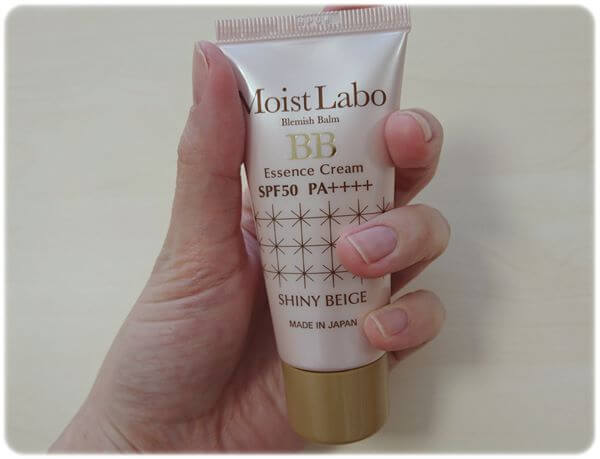 Moist Labo
Blemish Balm
BB
Essence Cream
SPF50 PA++++
SHINY BEIGE
MADE IN JAPAN